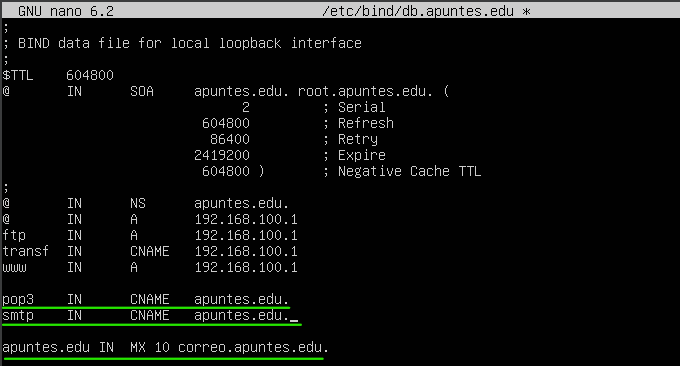 GNU nano 6.2 /etc/bind/db.apuntes.edu *
;
; BIND data file for local loopback interface
;
$TTL 604800
@ IN SOA apuntes.edu. root.apuntes.edu. (
2 ; Serial
604800 ; Refresh
86400 ; Retry
2419200 ; Expire
604800 ) ; Negative Cache TTL
;
@ IN NS apuntes.edu.
@ IN A 192.168.100.1
ftp IN A 192.168.100.1
transf IN CNAME 192.168.100.1
www IN A 192.168.100.1
pop3 IN CNAME apuntes.edu.
smtp IN CNAME apuntes.edu._
apuntes.edu IN MX 10 correo.apuntes.edu.